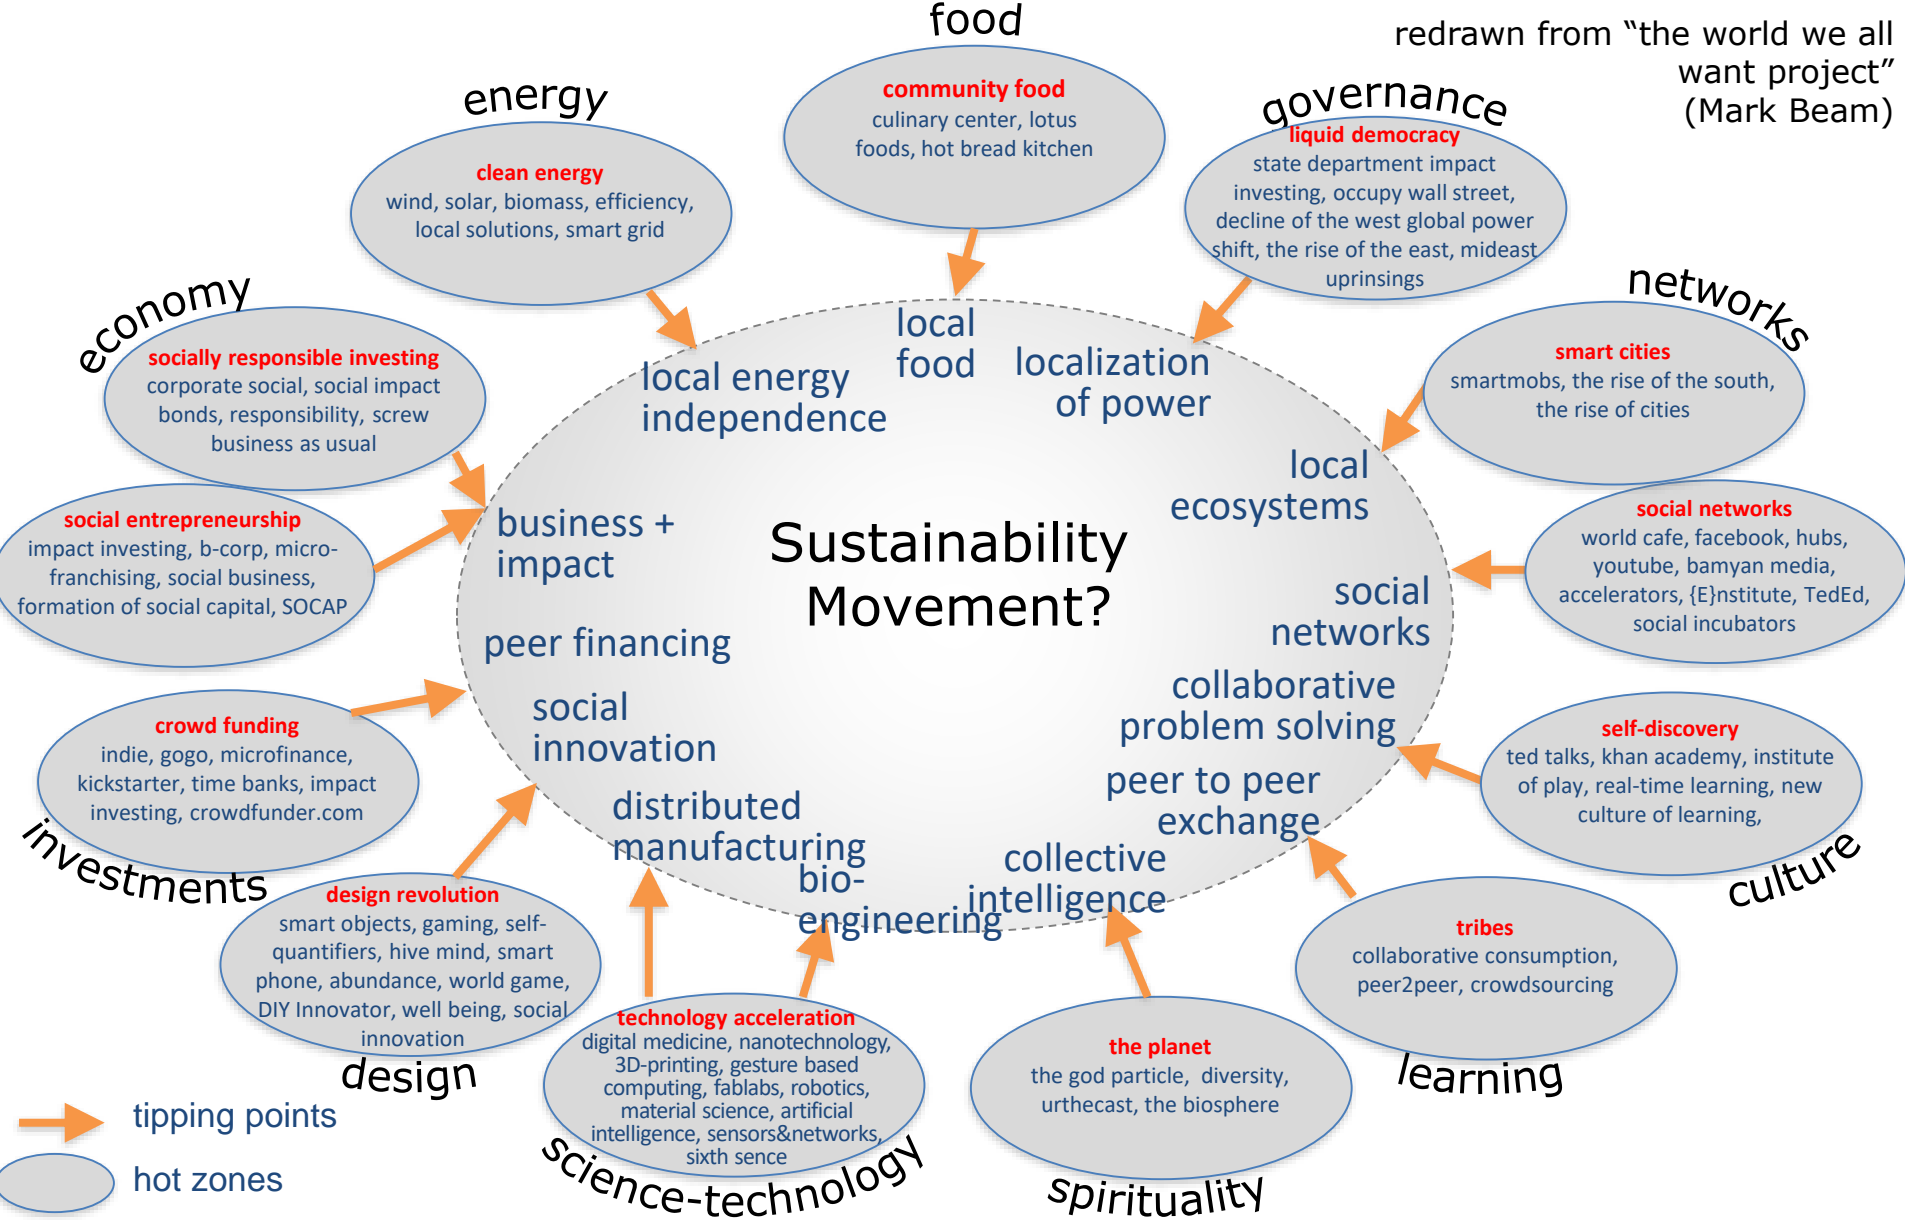 food
redrawn from “the world we all
want project”
(Mark Beam)
community food
culinary center, lotus
foods, hot bread kitchen
energy
clean energy
wind, solar, biomass, efficiency,
local solutions, smart grid
governance
liquid democracy
state department impact
investing, occupy wall street,
decline of the west global power
shift, the rise of the east, mideast
uprinsings
economy
socially responsible investing
corporate social, social impact
bonds, responsibility, screw
business as usual
networks
smart cities
smartmobs, the rise of the south,
the rise of cities
social entrepreneurship
impact investing, b-corp, micro-
franchising, social business,
formation of social capital, SOCAP
social networks
world cafe, facebook, hubs,
youtube, bamyan media,
accelerators, {E}nstitute, TedEd,
social incubators
local
food
local energy
independence
localization
of power
local
ecosystems
business +
impact
Sustainability
Movement?
social
networks
peer financing
collaborative
problem solving
social
innovation
peer to peer
exchange
distributed
manufacturing
collective
intelligence
bio-
engineering
crowd funding
indie, gogo, microfinance,
kickstarter, time banks, impact
investing, crowdfunder.com
investments
self-discovery
ted talks, khan academy, institute
of play, real-time learning, new
culture of learning,
culture
design revolution
smart objects, gaming, self-
quantifiers, hive mind, smart
phone, abundance, world game,
DIY Innovator, well being, social
innovation
design
tribes
collaborative consumption,
peer2peer, crowdsourcing
learning
technology acceleration
digital medicine, nanotechnology,
3D-printing, gesture based
computing, fablabs, robotics,
material science, artificial
intelligence, sensors&networks,
sixth sence
science-technology
the planet
the god particle, diversity,
urthecast, the biosphere
spirituality
tipping points
hot zones